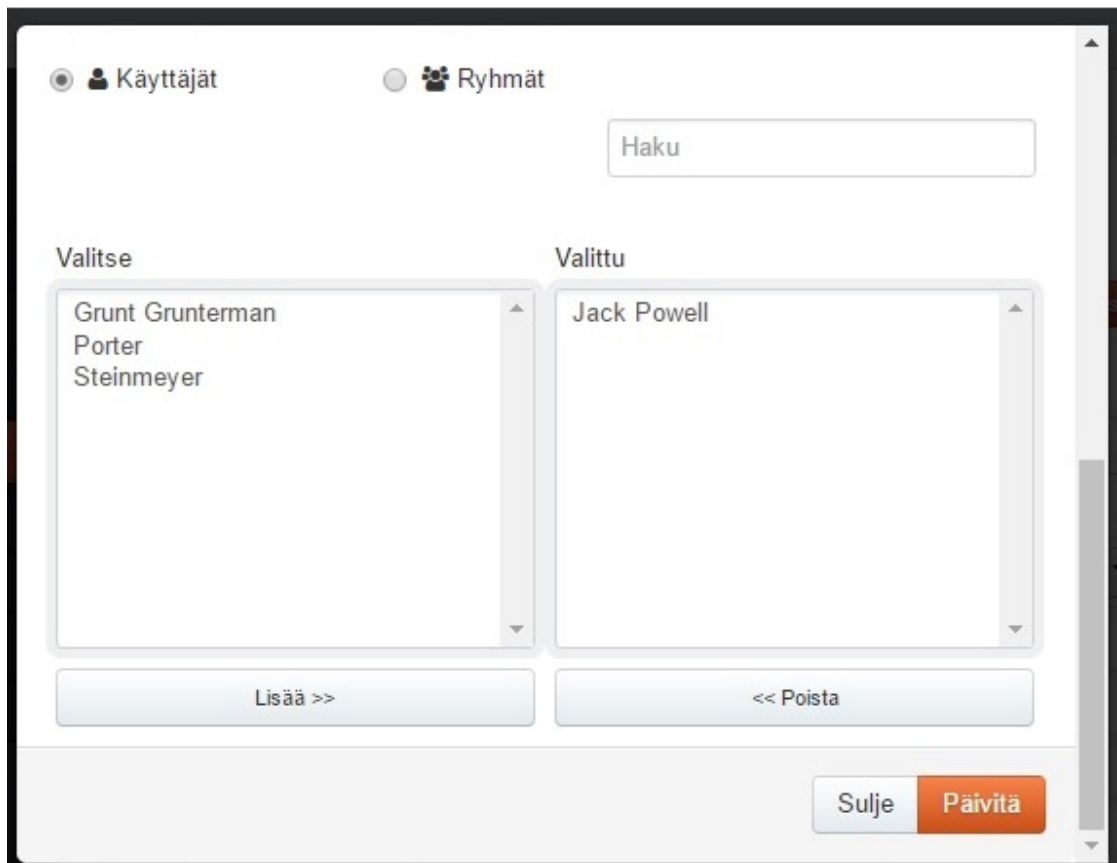 Käyttäjät Ryhmät
Haku
Valitse Valittu
Grunt Grunterman Jack Powell
Porter
Steinmeyer
Lisää >> << Poista
Sulje Päivitä